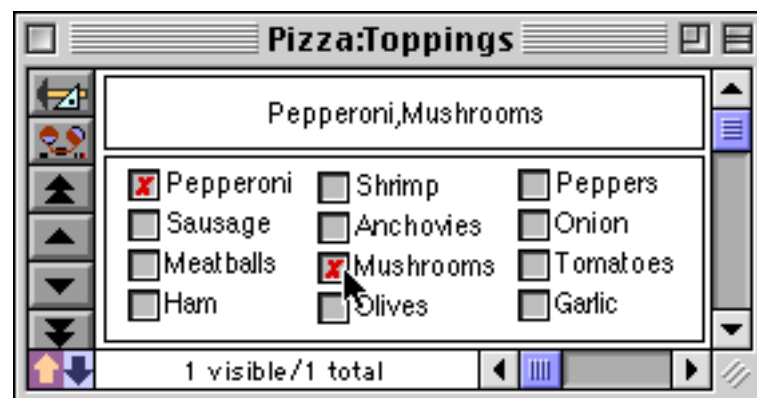 Pizza:Toppings
Pepperoni,Mushrooms
Pepperoni Shrimp Peppers
Sausage Anchovies Onion
Meatballs Mushrooms Tomatoes
Ham Olives Garlic
1 visible/1 total